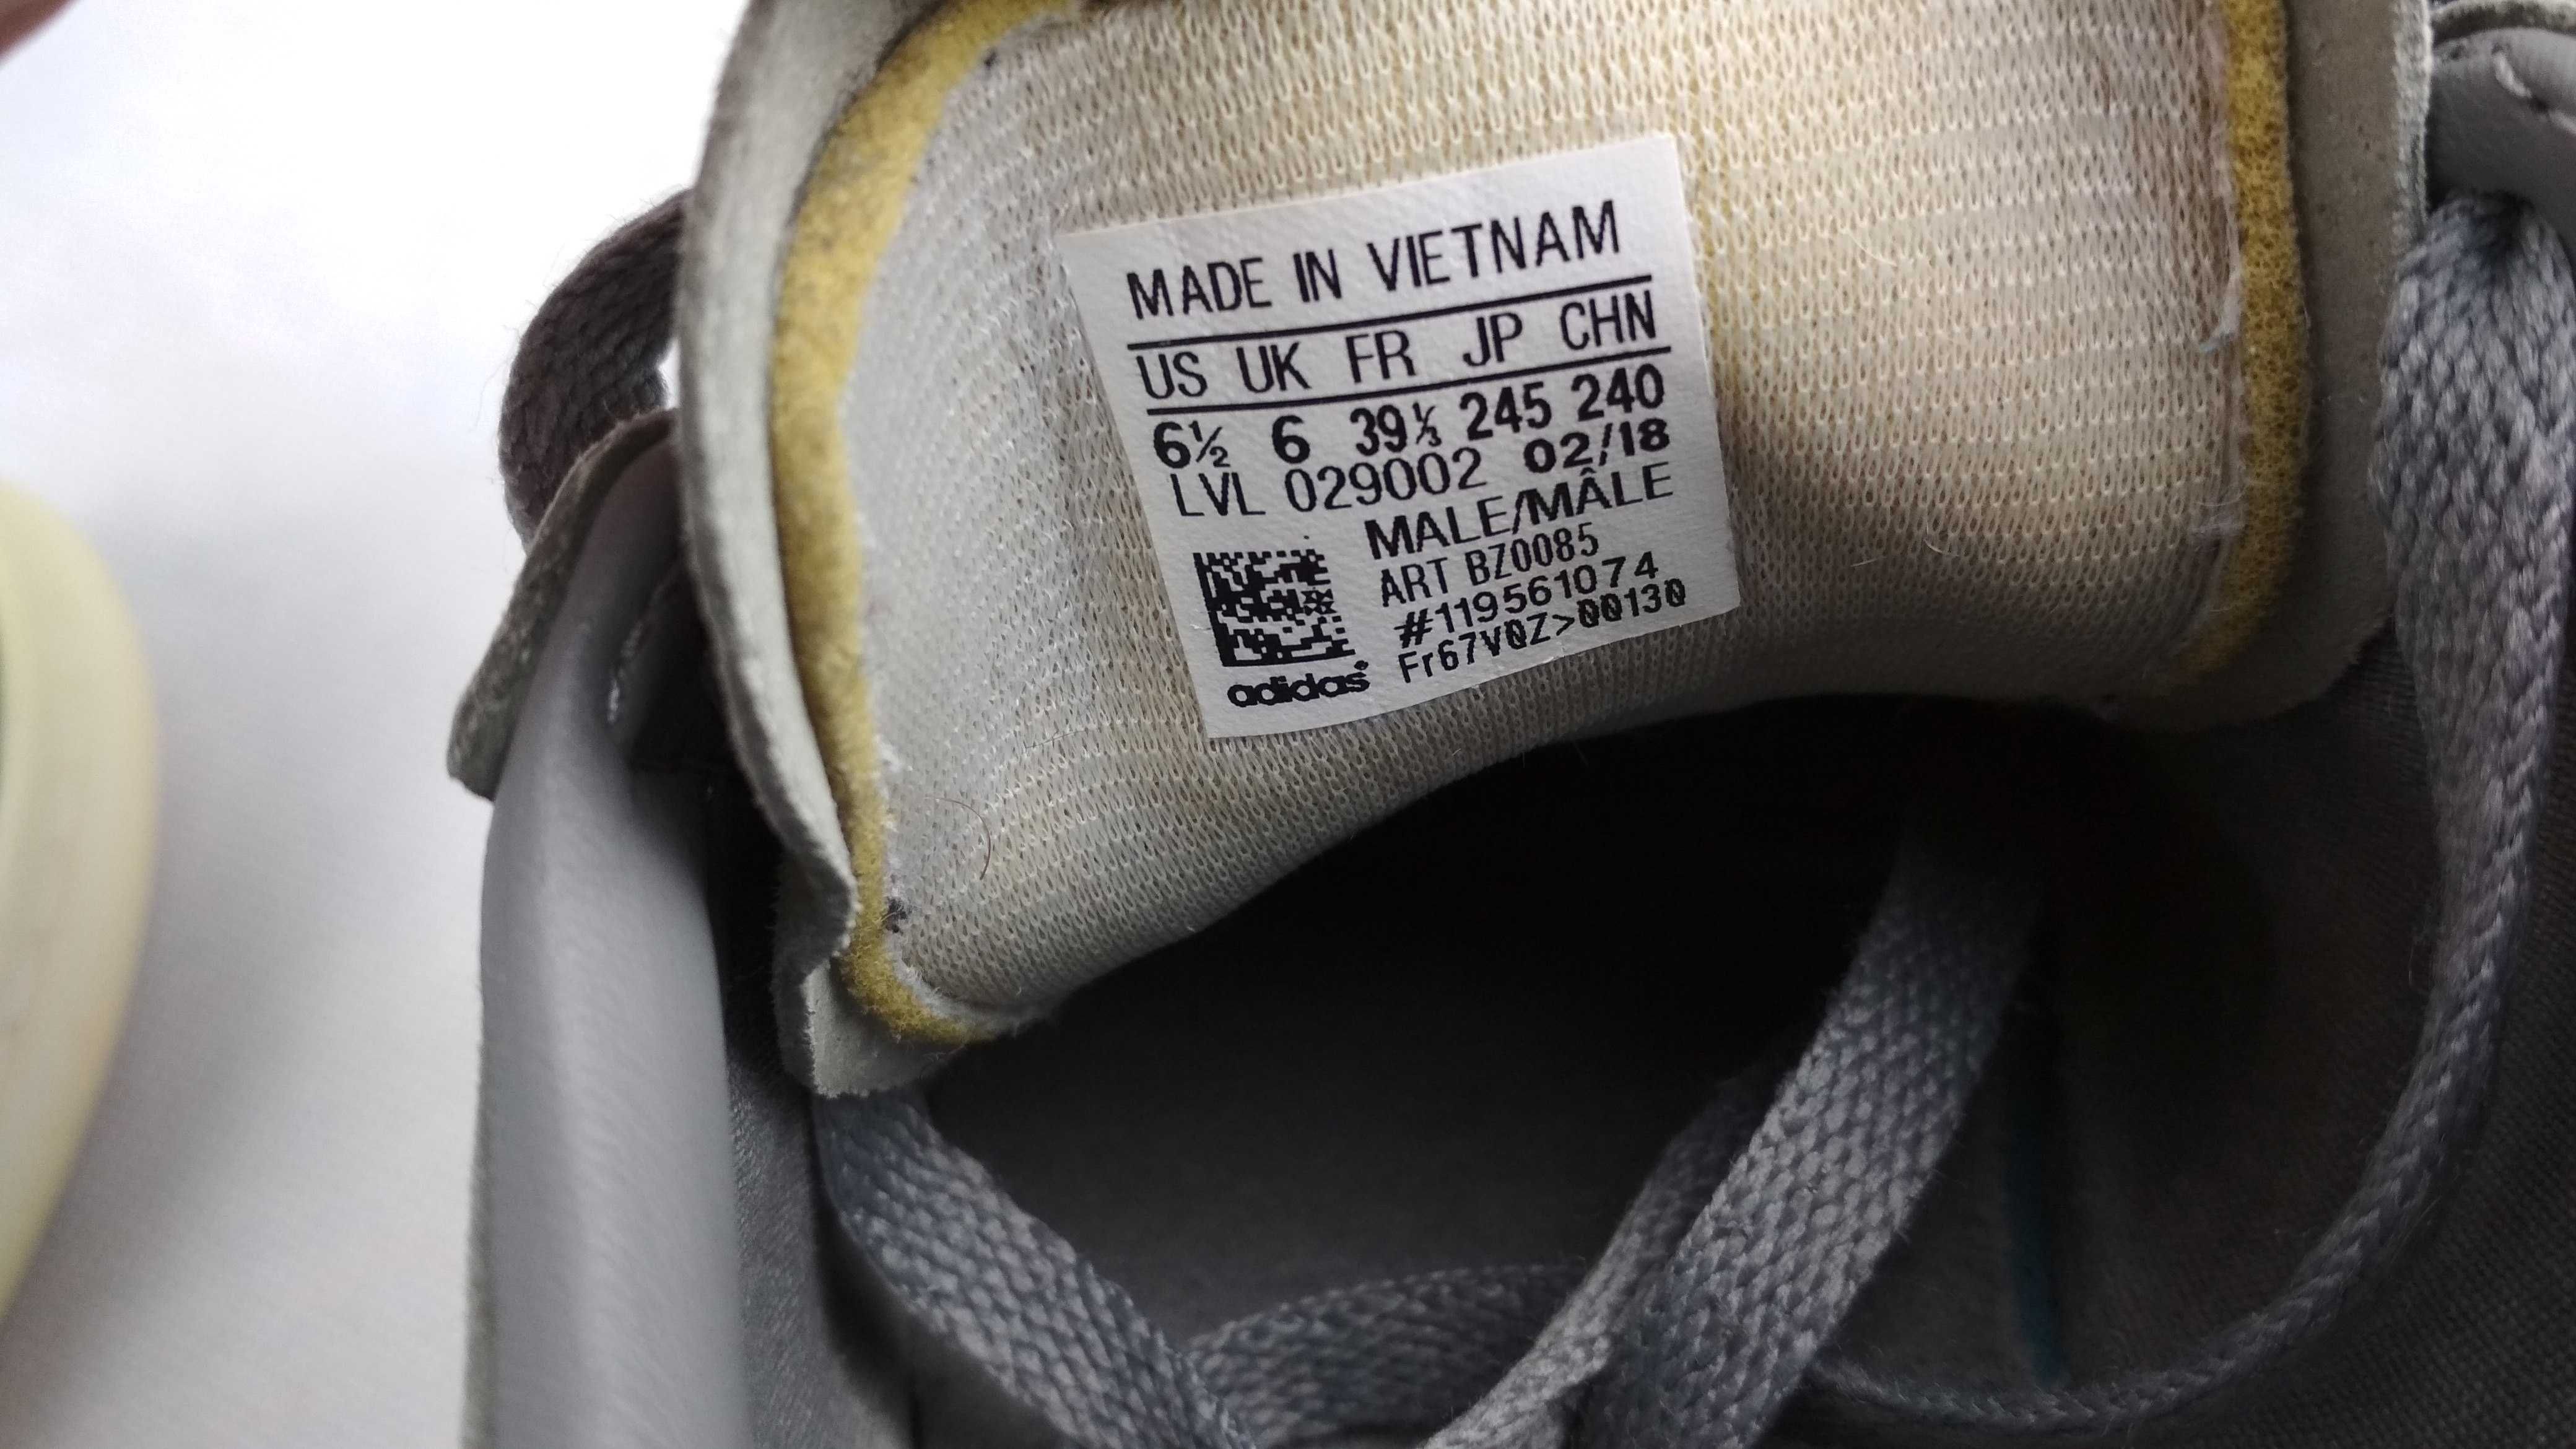 MADE IN VIETNAM
US UK FR JP CHN
6½ 6 39⅓ 245 240
LVL 029002 02/18
MALE/MÂLE
ART BZ0085
#119561074
Fr67V0Z>00130
adidas